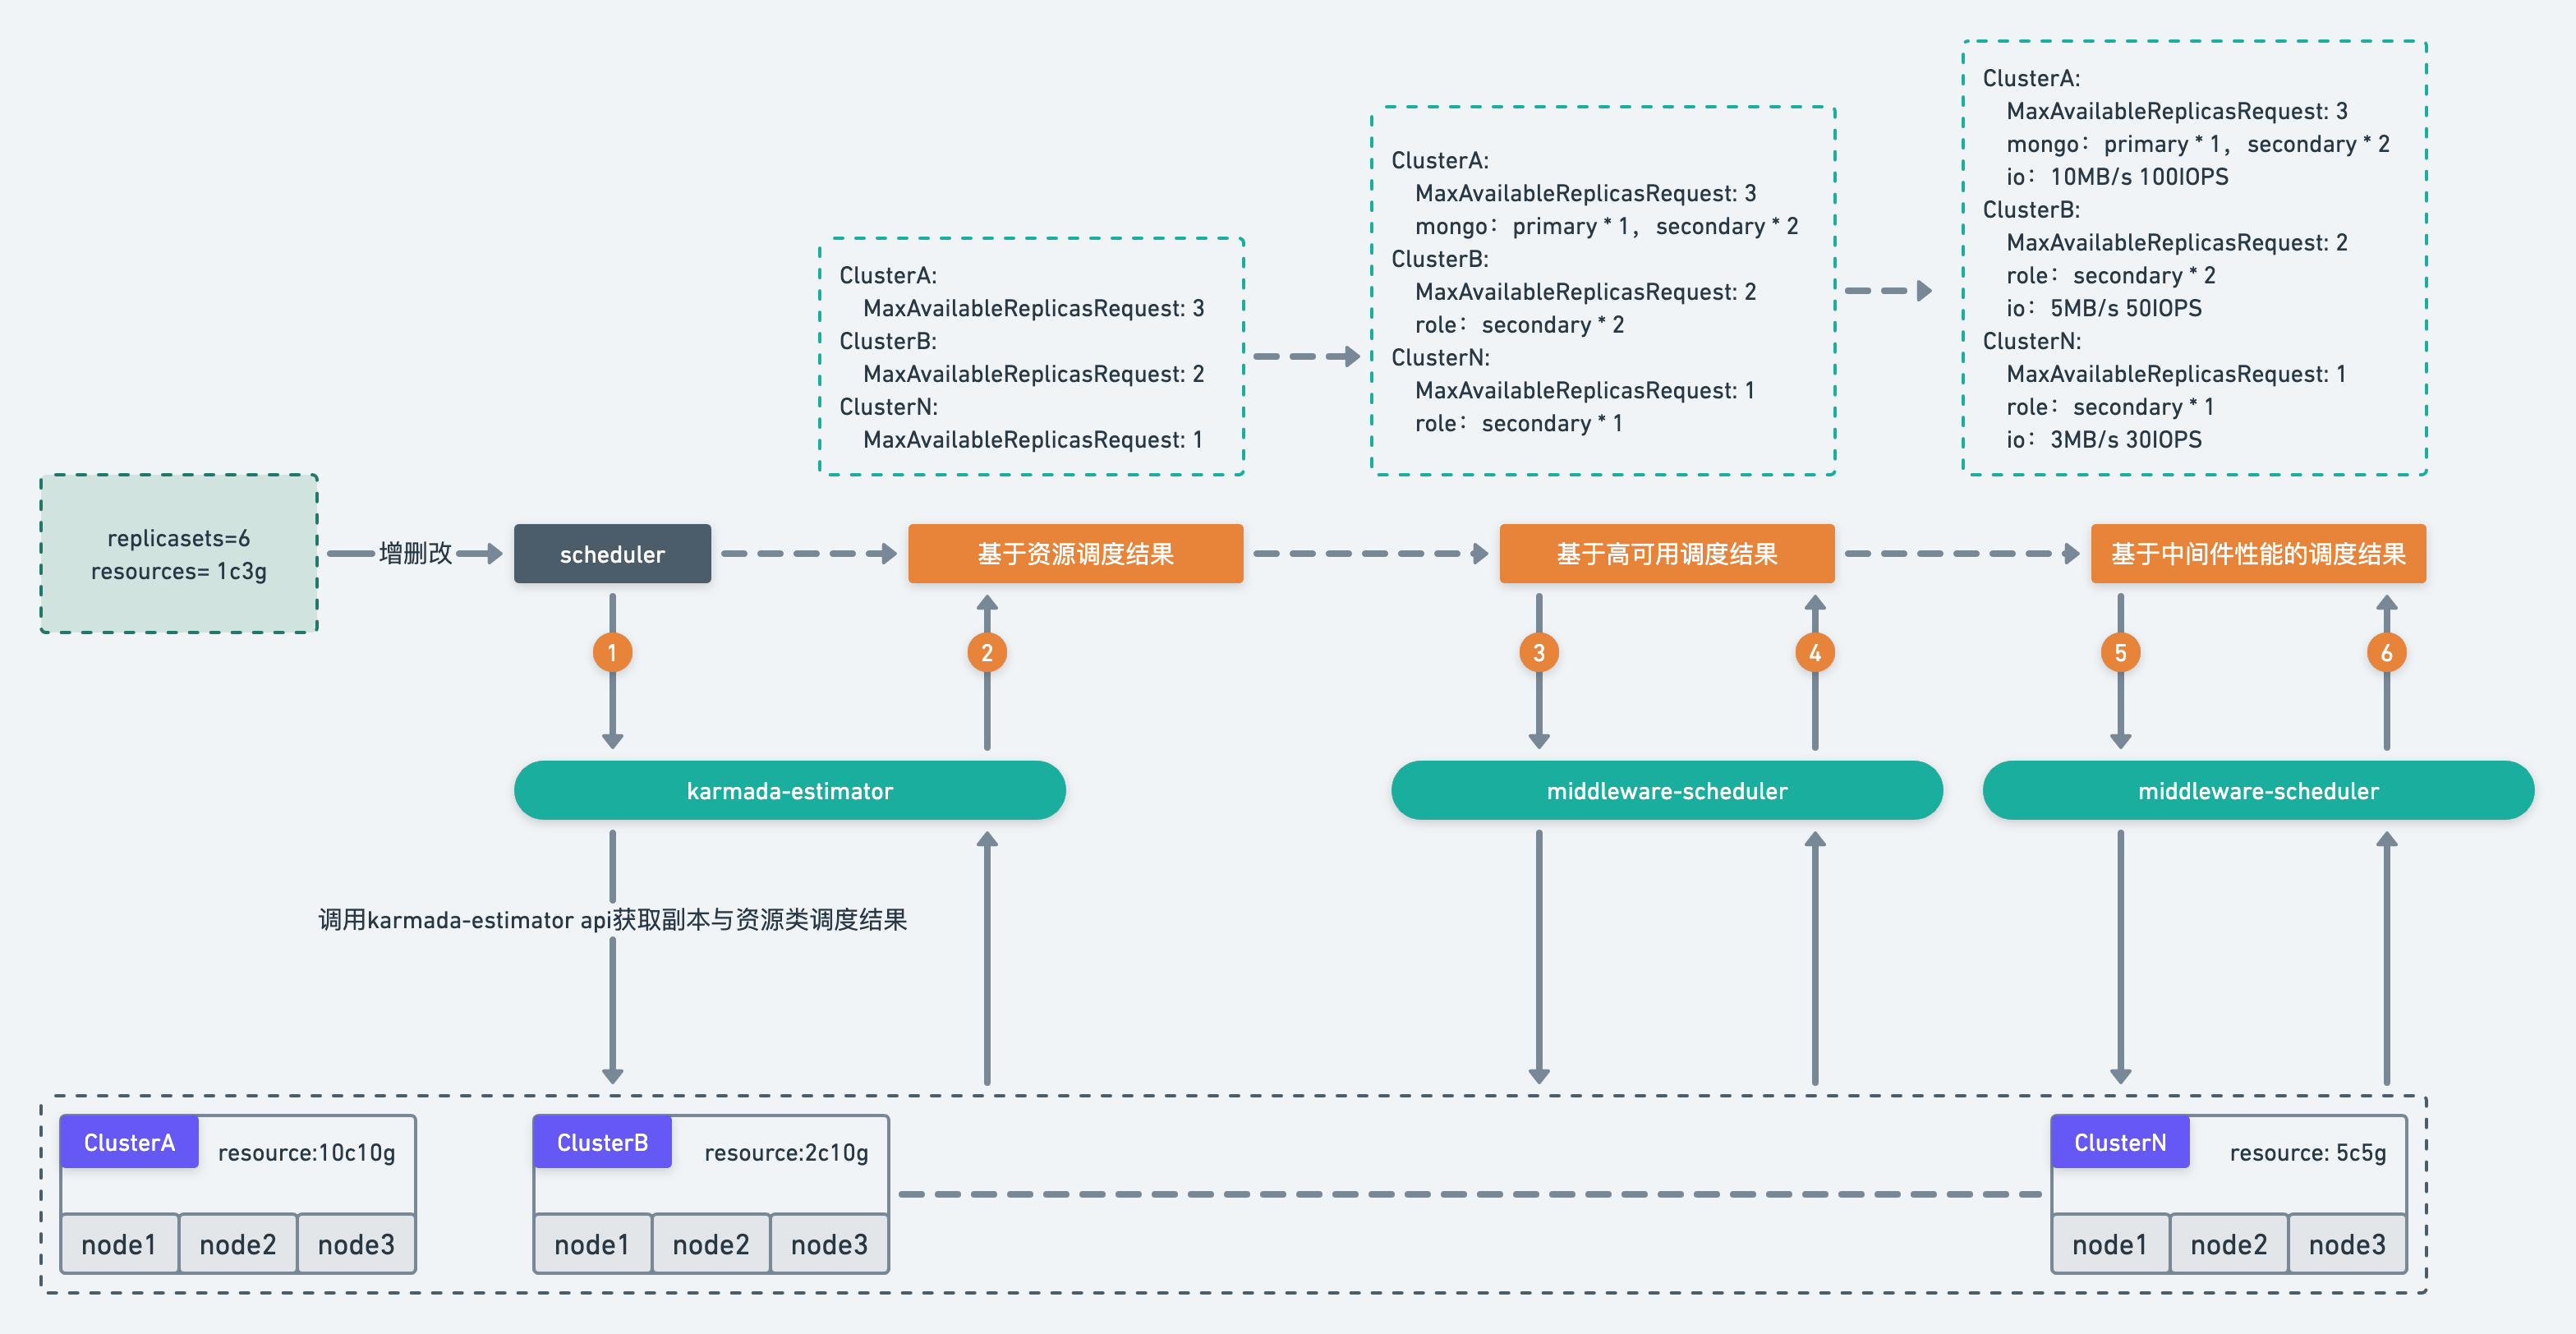 ClusterA:
MaxAvailableReplicasRequest: 3
mongo：primary * 1，secondary * 2
io：10MB/s 100IOPS
ClusterB:
MaxAvailableReplicasRequest: 2
role：secondary * 2
io：5MB/s 50IOPS
ClusterN:
MaxAvailableReplicasRequest: 1
role：secondary * 1
io：3MB/s 30IOPS
ClusterA:
MaxAvailableReplicasRequest: 3
mongo：primary * 1，secondary * 2
ClusterB:
MaxAvailableReplicasRequest: 2
role：secondary * 2
ClusterN:
MaxAvailableReplicasRequest: 1
role：secondary * 1
ClusterA:
MaxAvailableReplicasRequest: 3
ClusterB:
MaxAvailableReplicasRequest: 2
ClusterN:
MaxAvailableReplicasRequest: 1
replicasets=6
resources= 1c3g
增删改
scheduler
基于资源调度结果
基于高可用调度结果
基于中间件性能的调度结果
1
2
3
4
5
6
karmada-estimator
middleware-scheduler
middleware-scheduler
调用karmada-estimator api获取副本与资源类调度结果
ClusterA
resource:10c10g
node1
node2
node3
ClusterB
resource:2c10g
node1
node2
node3
ClusterN
resource: 5c5g
node1
node2
node3